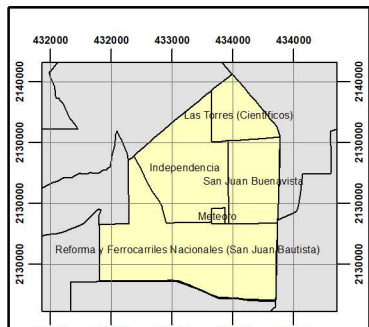 432000 433000 433000 434000 434000
2140000 2140000
Las Torres (Científicos)
2130000 2130000
Independencia
San Juan Buenavista
2130000 2130000
Meteoro
Reforma y Ferrocarriles Nacionales (San Juan Bautista)
2130000 2130000